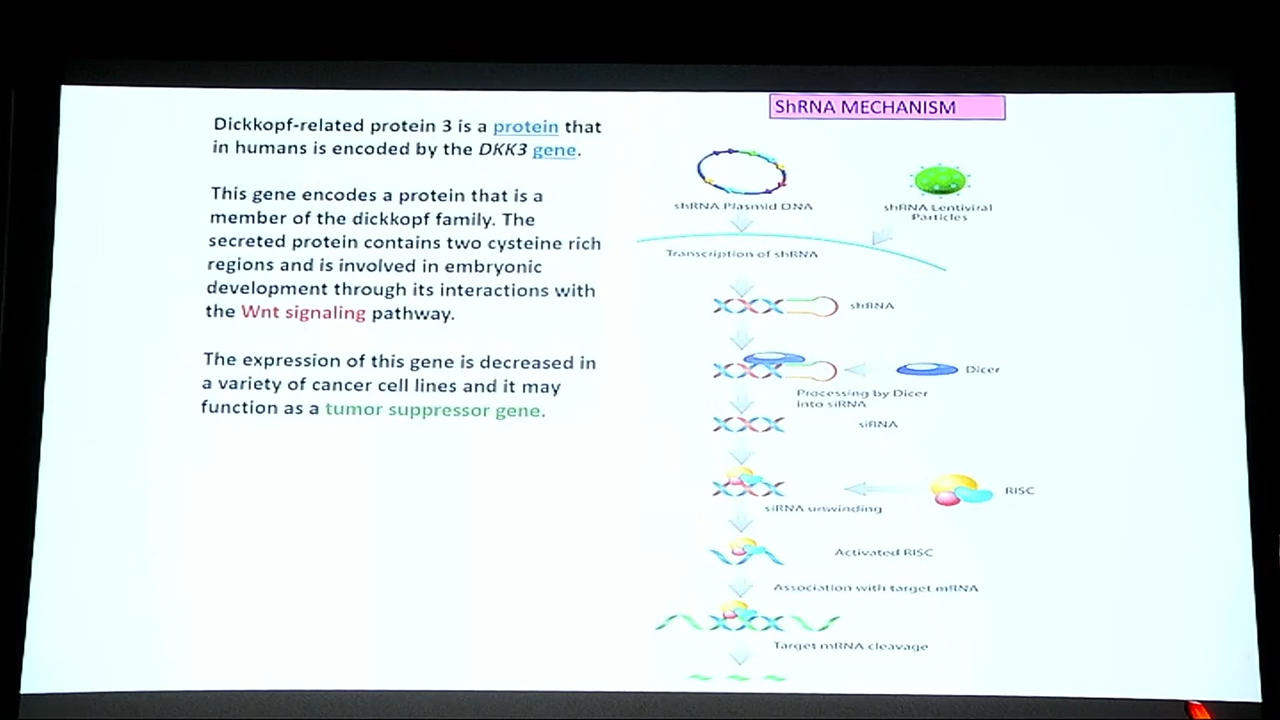 Dickkopf-related protein 3 is a protein that
in humans is encoded by the DKK3 gene.
This gene encodes a protein that is a
member of the dickkopf family. The
secreted protein contains two cysteine rich
regions and is involved in embryonic
development through its interactions with
the Wnt signaling pathway.
The expression of this gene is decreased in
a variety of cancer cell lines and it may
function as a tumor suppressor gene.
ShRNA MECHANISM
shRNA Plasmid DNA
shRNA Lentiviral
Particles
Transcription of shRNA
shRNA
Dicer
Processing by Dicer
into siRNA
siRNA
RISC
siRNA unwinding
Activated RISC
Association with target mRNA
Target mRNA cleavage